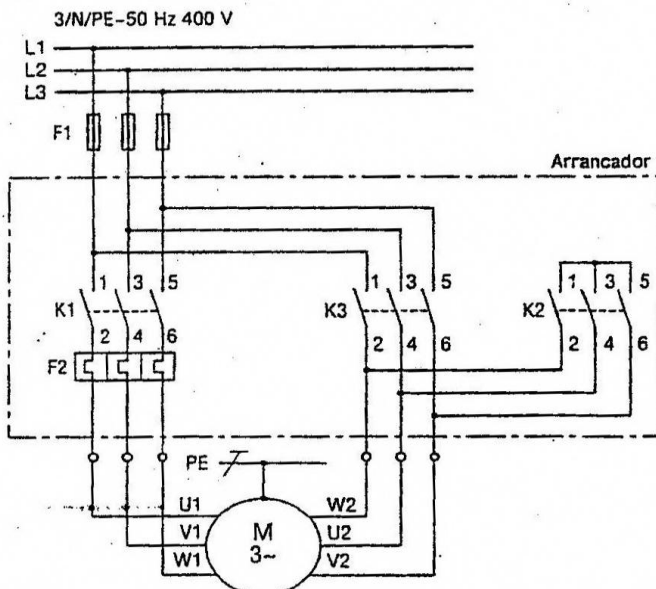 3/N/PE-50 Hz 400 V
L1
L2
L3
F1
Arrancador
1 3 5 1 3 5 1 3 5
K1 K3 K2
2 4 6 2 4 6 2 4 6
F2
PE
U1 W2
V1 M U2
W1 3~ V2